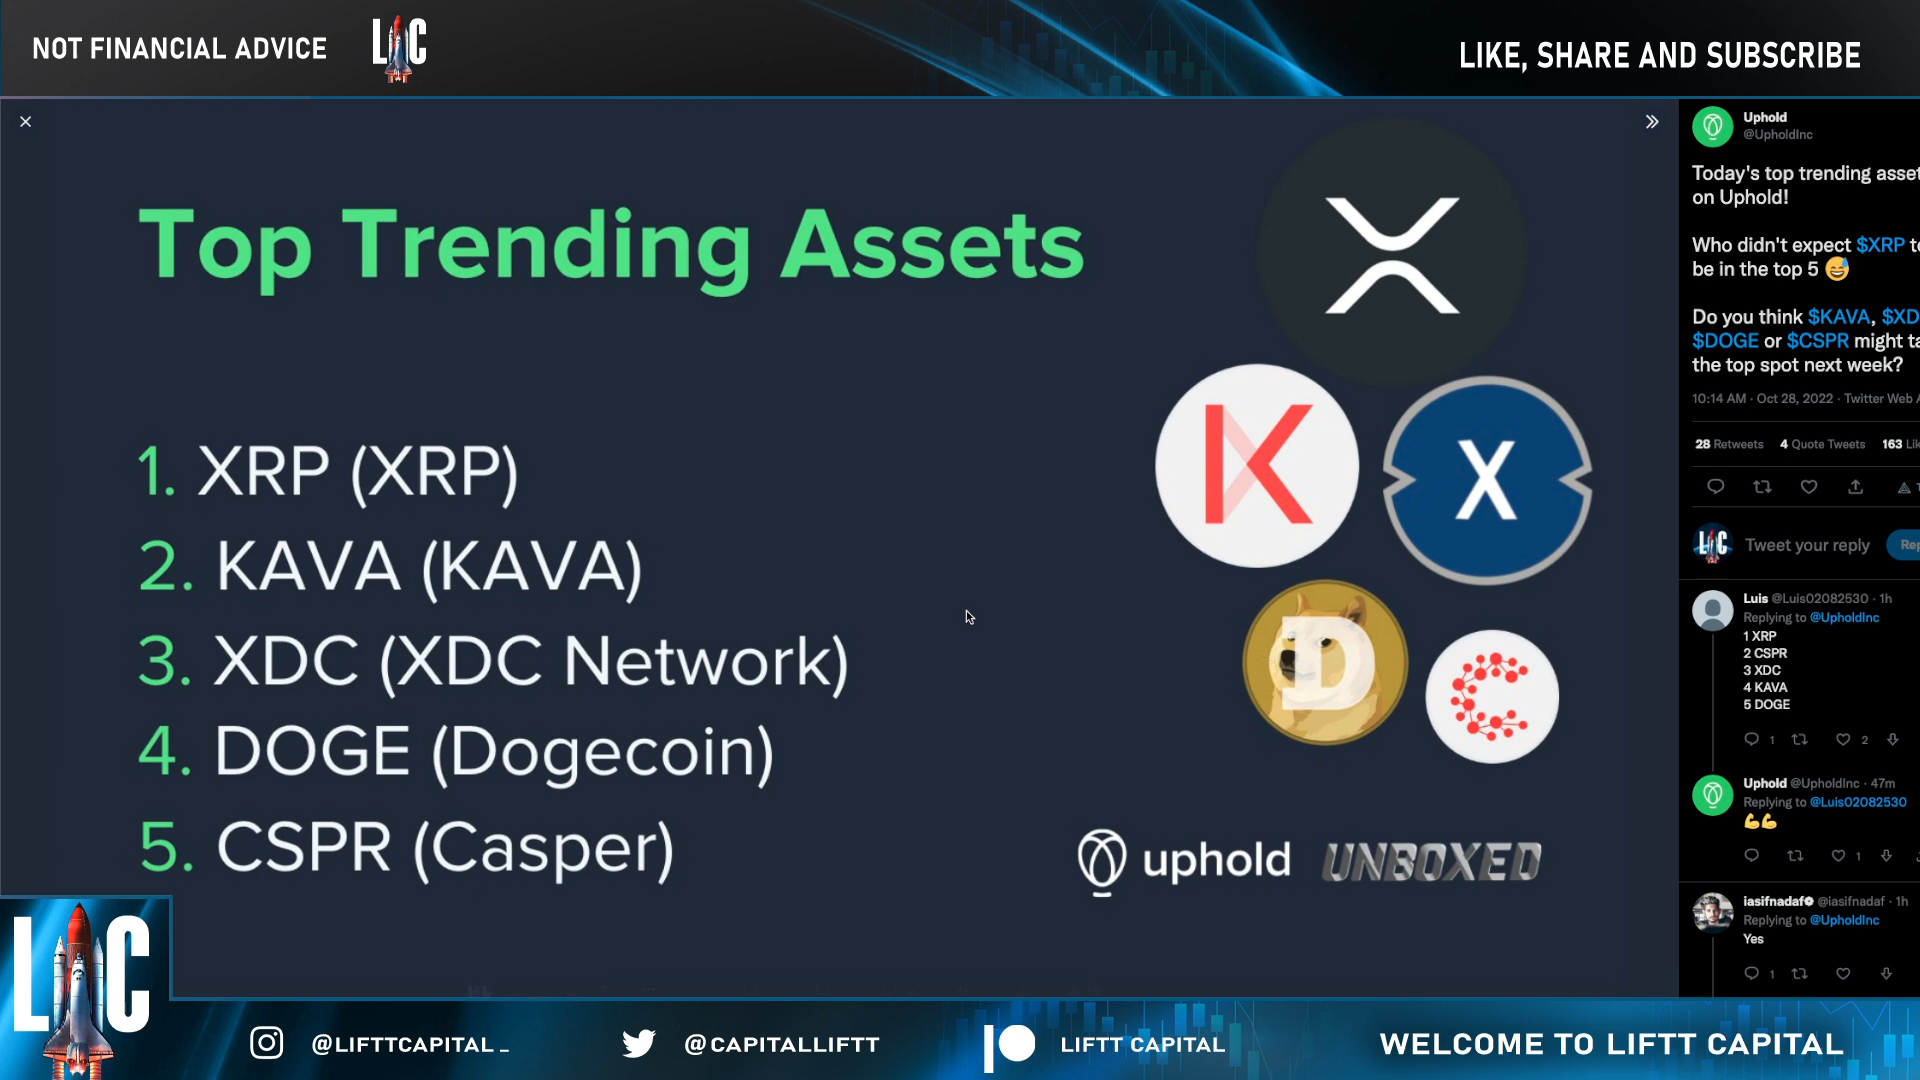 NOT FINANCIAL ADVICE
LIKE, SHARE AND SUBSCRIBE
Top Trending Assets
1. XRP (XRP)
2. KAVA (KAVA)
3. XDC (XDC Network)
4. DOGE (Dogecoin)
5. CSPR (Casper)
uphold UNBOXED
Uphold
@UpholdInc
Today's top trending asset
on Uphold!
Who didn't expect $XRP to
be in the top 5
Do you think $KAVA, $XD
$DOGE or $CSPR might ta
the top spot next week?
10:14 AM · Oct 28, 2022 · Twitter Web A
28 Retweets 4 Quote Tweets 163 Lik
Tweet your reply Rep
Luis @Luis02082530 · 1h
Replying to @UpholdInc
1 XRP
2 CSPR
3 XDC
4 KAVA
5 DOGE
1 2
Uphold @UpholdInc · 47m
Replying to @Luis02082530
1
iasifnadaf @iasifnadaf · 1h
Replying to @UpholdInc
Yes
1
@LIFTTCAPITAL_
@CAPITALLIFTT
LIFTT CAPITAL
WELCOME TO LIFTT CAPITAL